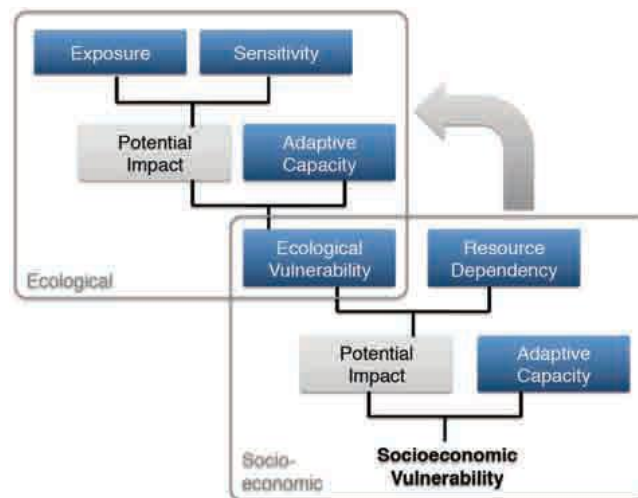 Exposure
Sensitivity
Potential
Impact
Adaptive
Capacity
Ecological
Vulnerability
Resource
Dependency
Ecological
Potential
Impact
Adaptive
Capacity
Socioeconomic
Vulnerability
Socio-
economic